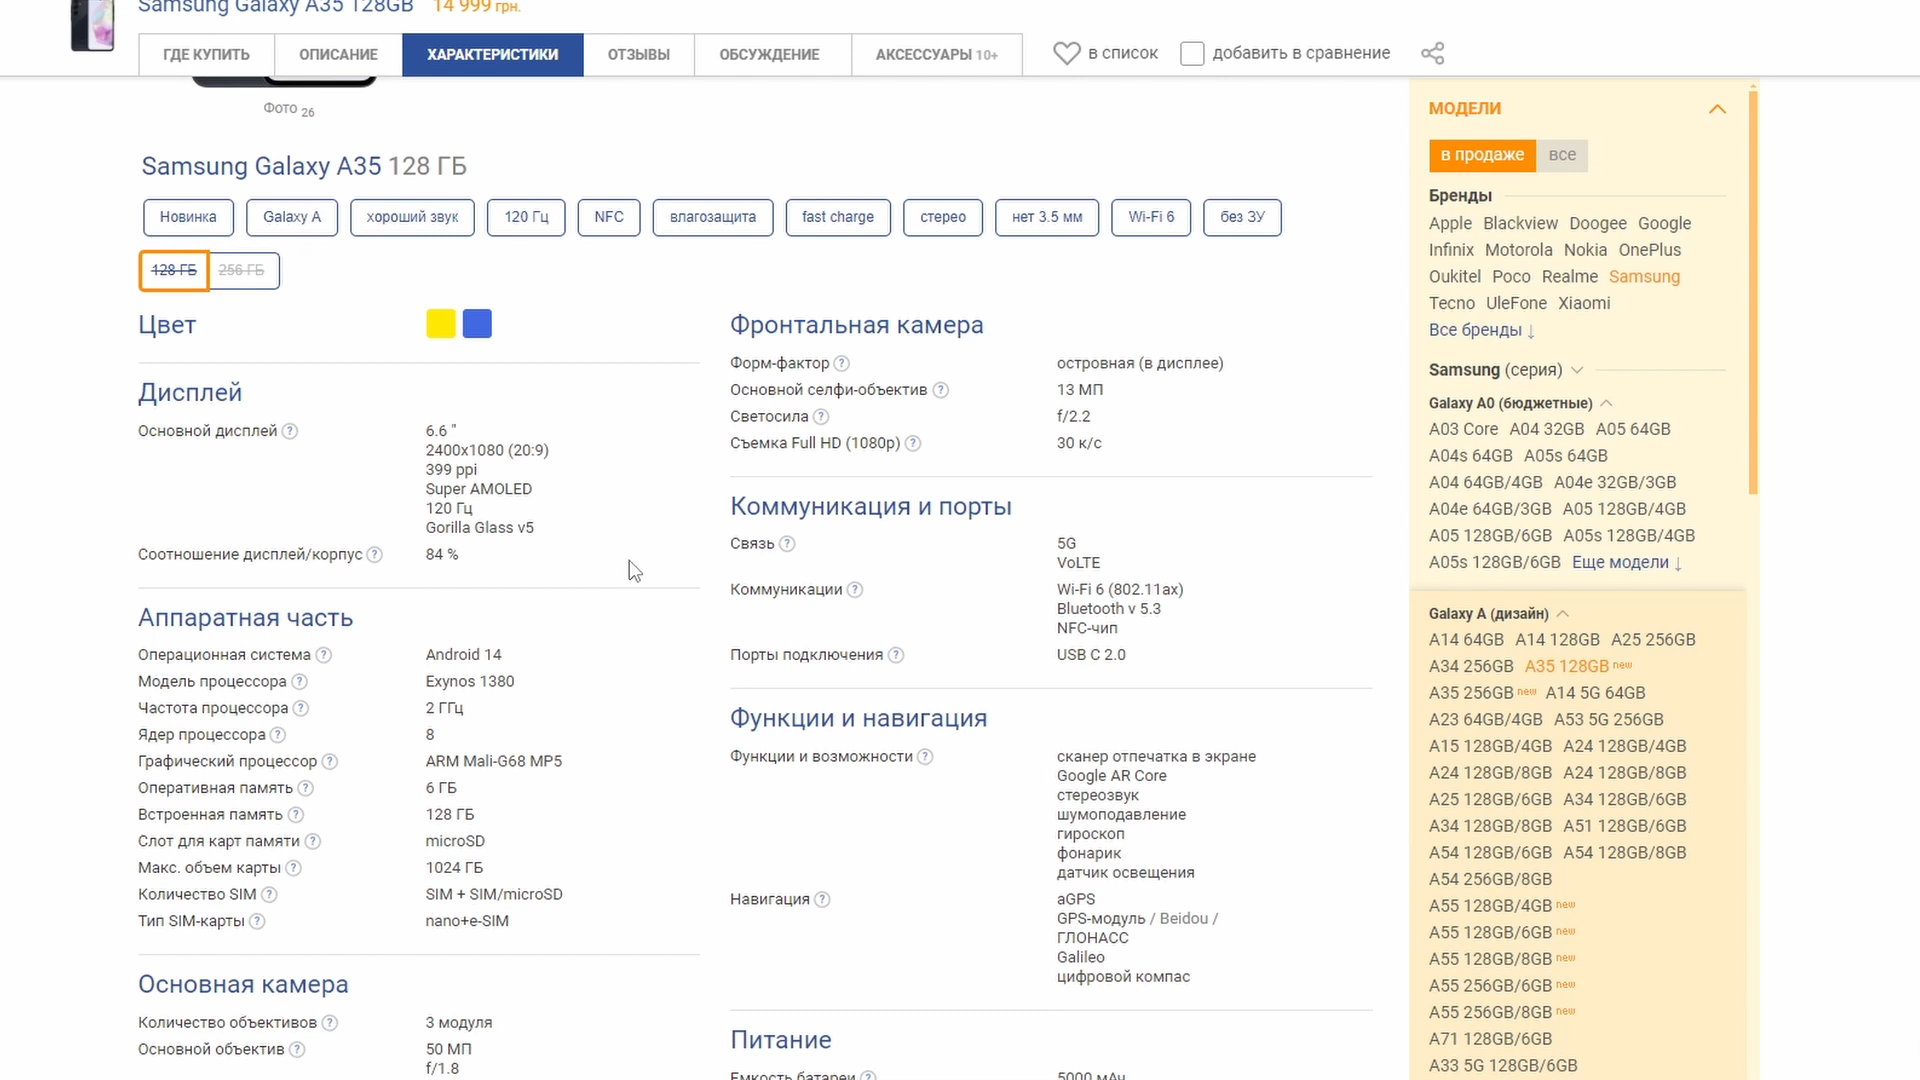 Samsung Galaxy A35 128GB 14 999 грн.
ГДЕ КУПИТЬ ОПИСАНИЕ ХАРАКТЕРИСТИКИ ОТЗЫВЫ ОБСУЖДЕНИЕ АКСЕССУАРЫ 10+ в список добавить в сравнение
Фото 26
Samsung Galaxy A35 128 ГБ
Новинка Galaxy A хороший звук 120 Гц NFC влагозащита fast charge стерео нет 3.5 мм Wi-Fi 6 без ЗУ
128 ГБ 256 ГБ
Цвет
Дисплей
Основной дисплей ? 6.6 "
2400x1080 (20:9)
399 ppi
Super AMOLED
120 Гц
Gorilla Glass v5
Соотношение дисплей/корпус ? 84 %
Аппаратная часть
Операционная система ? Android 14
Модель процессора ? Exynos 1380
Частота процессора ? 2 ГГц
Ядер процессора ? 8
Графический процессор ? ARM Mali-G68 MP5
Оперативная память ? 6 ГБ
Встроенная память ? 128 ГБ
Слот для карт памяти ? microSD
Макс. объем карты ? 1024 ГБ
Количество SIM ? SIM + SIM/microSD
Тип SIM-карты ? nano+e-SIM
Основная камера
Количество объективов ? 3 модуля
Основной объектив ? 50 МП
f/1.8
Фронтальная камера
Форм-фактор ? островная (в дисплее)
Основной селфи-объектив ? 13 МП
Светосила ? f/2.2
Съемка Full HD (1080p) ? 30 к/с
Коммуникация и порты
Связь ? 5G
VoLTE
Коммуникации ? Wi-Fi 6 (802.11ax)
Bluetooth v 5.3
NFC-чип
Порты подключения ? USB C 2.0
Функции и навигация
Функции и возможности ? сканер отпечатка в экране
Google AR Core
стереозвук
шумоподавление
гироскоп
фонарик
датчик освещения
Навигация ? aGPS
GPS-модуль / Beidou /
ГЛОНАСС
Galileo
цифровой компас
Питание
Емкость батареи ? 5000 мАч
МОДЕЛИ
в продаже все
Бренды
Apple Blackview Doogee Google
Infinix Motorola Nokia OnePlus
Oukitel Poco Realme Samsung
Tecno UleFone Xiaomi
Все бренды ↓
Samsung (серия)
Galaxy A0 (бюджетные)
A03 Core A04 32GB A05 64GB
A04s 64GB A05s 64GB
A04 64GB/4GB A04e 32GB/3GB
A04e 64GB/3GB A05 128GB/4GB
A05 128GB/6GB A05s 128GB/4GB
A05s 128GB/6GB Еще модели ↓
Galaxy A (дизайн)
A14 64GB A14 128GB A25 256GB
A34 256GB A35 128GB new
A35 256GB new A14 5G 64GB
A23 64GB/4GB A53 5G 256GB
A15 128GB/4GB A24 128GB/4GB
A24 128GB/8GB A24 128GB/8GB
A25 128GB/6GB A34 128GB/6GB
A34 128GB/8GB A51 128GB/6GB
A54 128GB/6GB A54 128GB/8GB
A54 256GB/8GB
A55 128GB/4GB new
A55 128GB/6GB new
A55 128GB/8GB new
A55 256GB/6GB new
A55 256GB/8GB new
A71 128GB/6GB
A33 5G 128GB/6GB